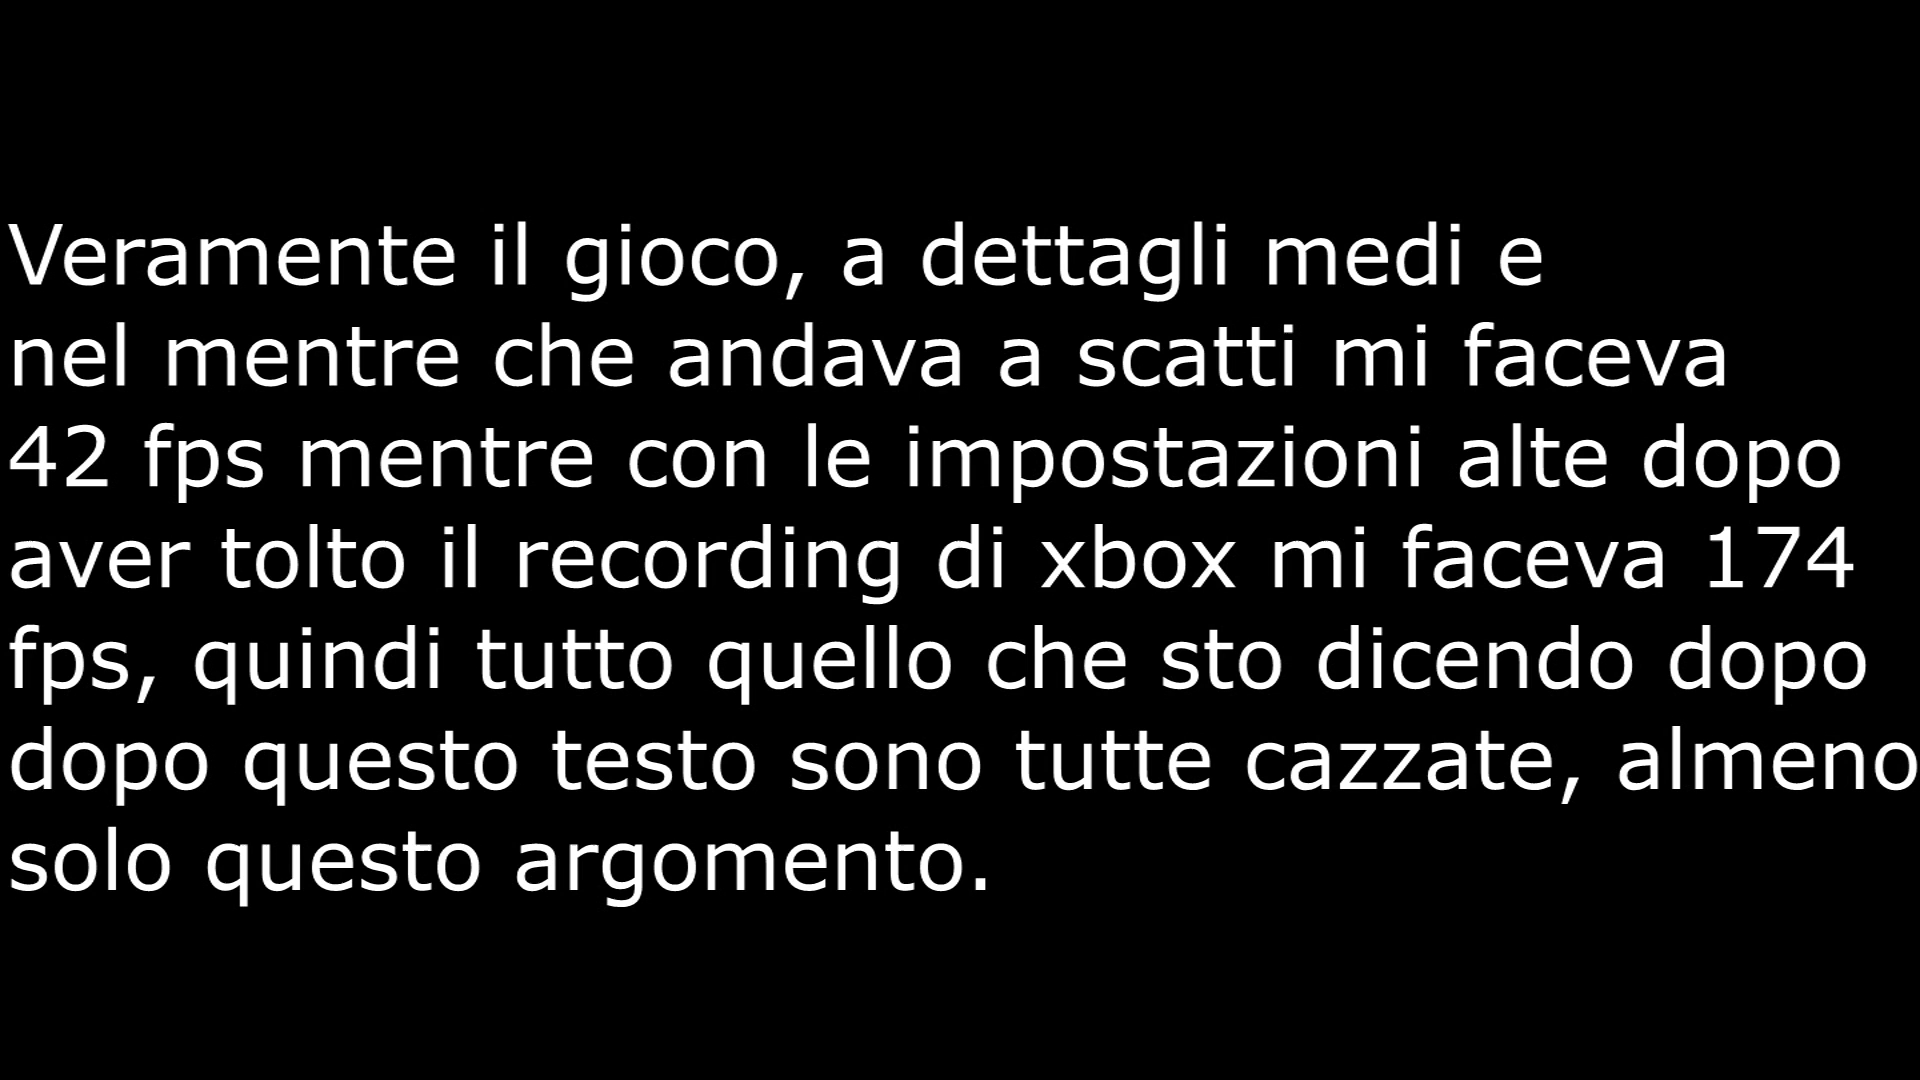 Veramente il gioco, a dettagli medi e
nel mentre che andava a scatti mi faceva
42 fps mentre con le impostazioni alte dopo
aver tolto il recording di xbox mi faceva 174
fps, quindi tutto quello che sto dicendo dopo
dopo questo testo sono tutte cazzate, almeno
solo questo argomento.